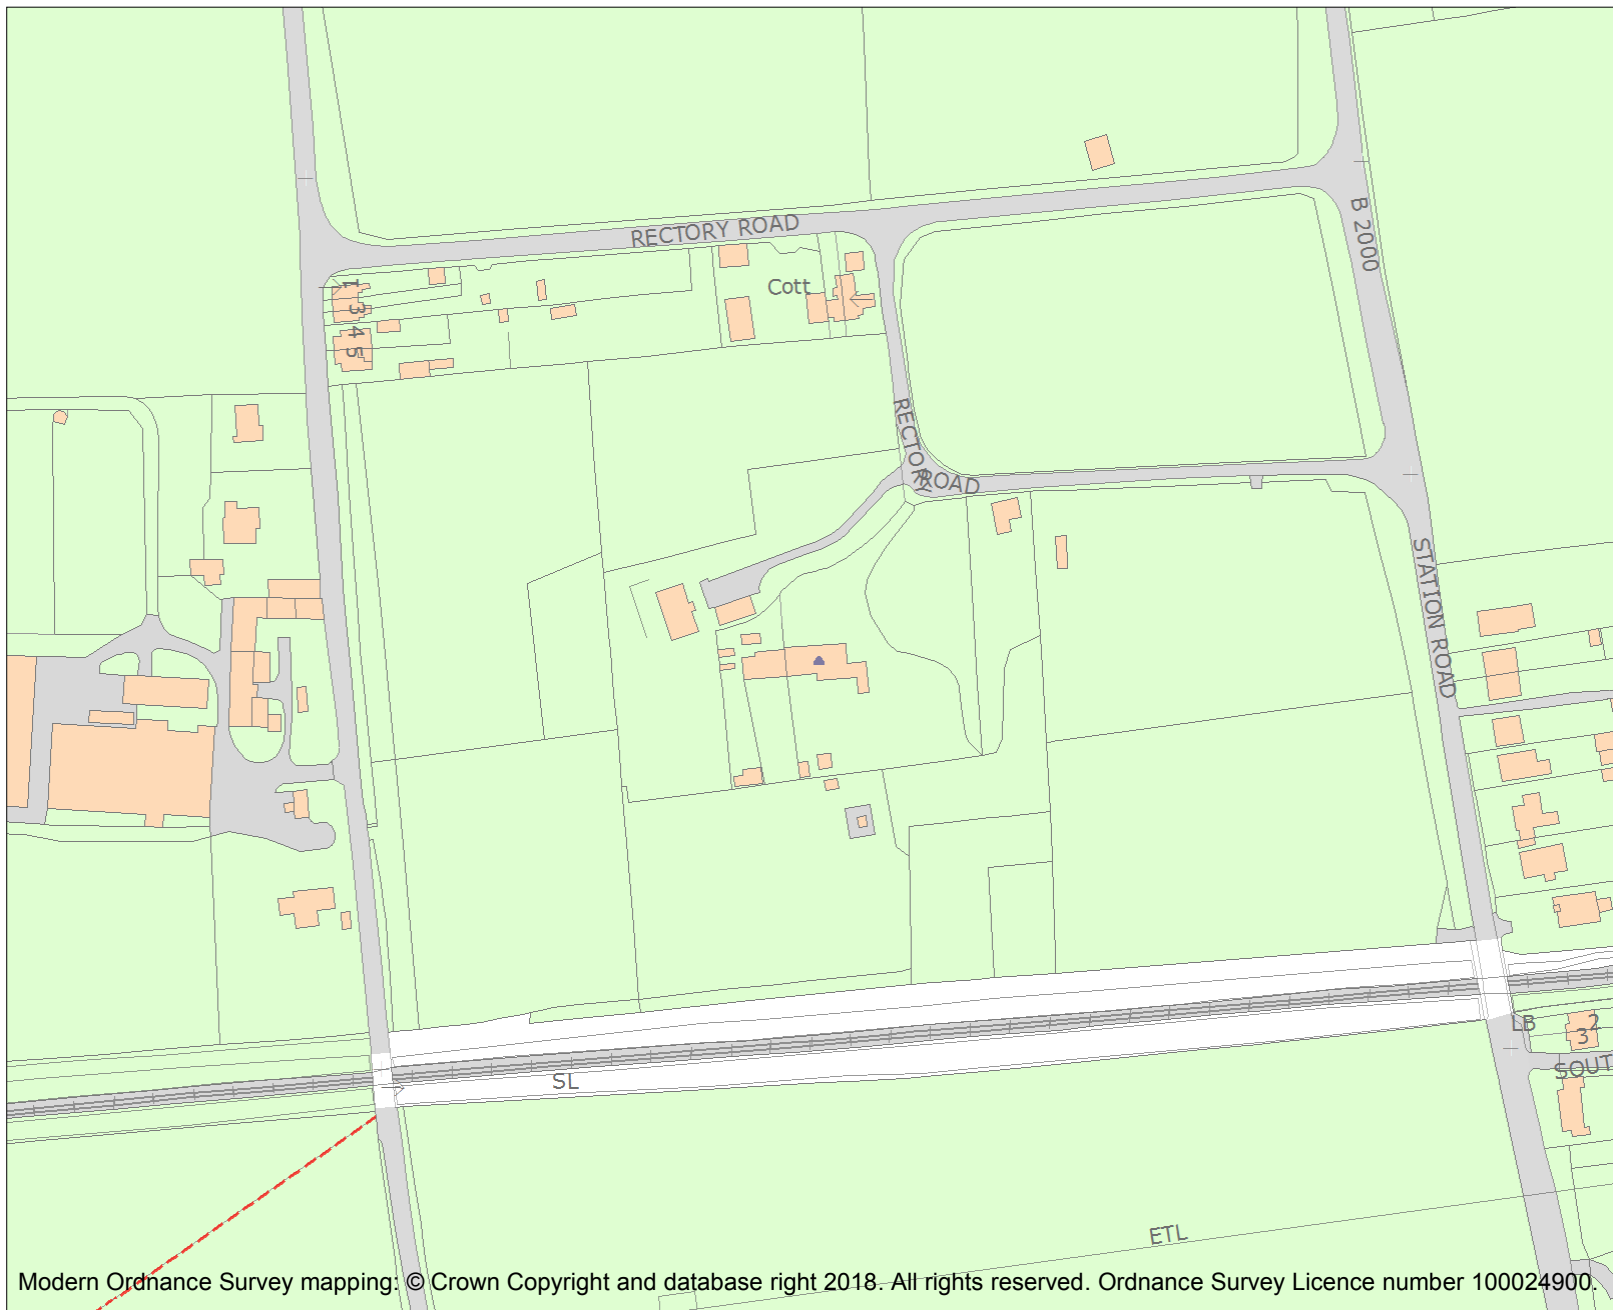 RECTORY ROAD
B 2000
Cott
1
3
4
5
RECTORY
ROAD
STATION ROAD
LB
2
3
SOUT
SL
ETL
Modern Ordnance Survey mapping: © Crown Copyright and database right 2018. All rights reserved. Ordnance Survey Licence number 100024900.